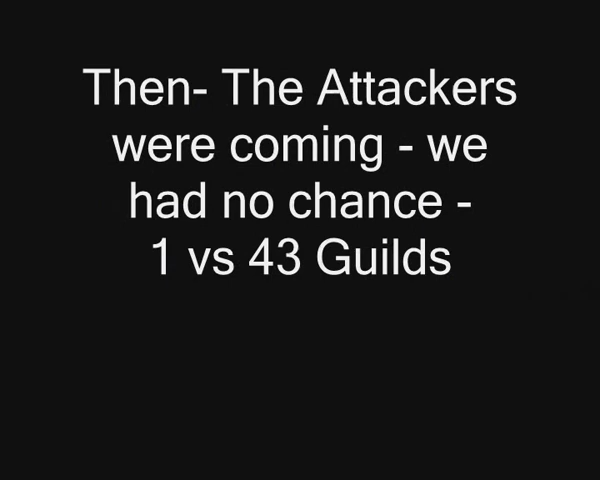 Then- The Attackers
were coming - we
had no chance -
1 vs 43 Guilds